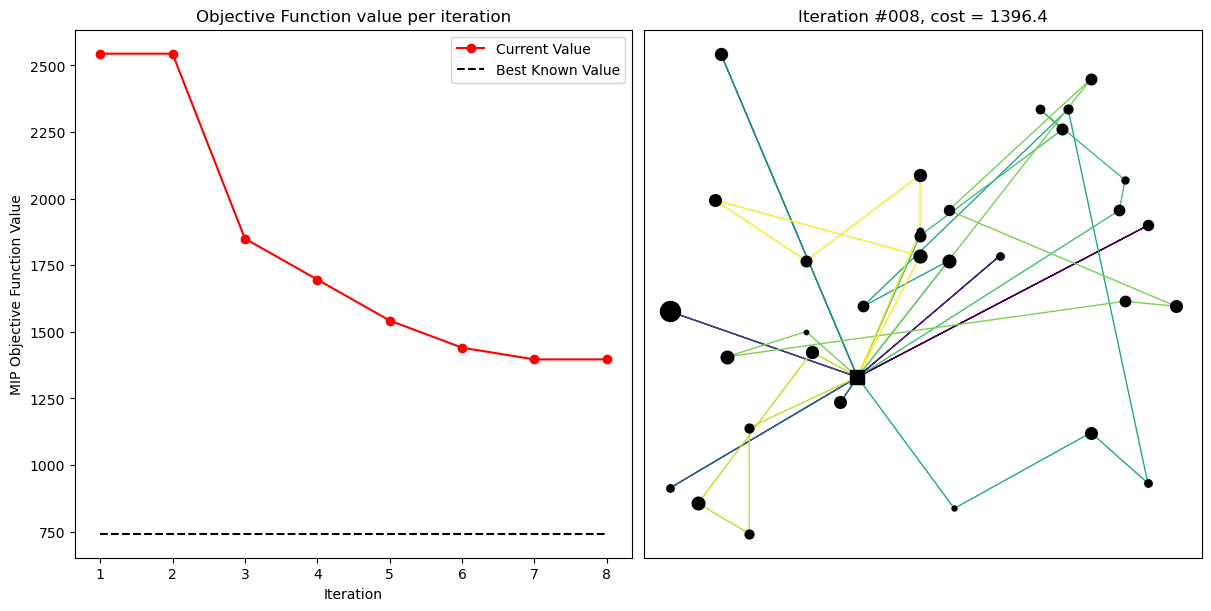 Objective Function value per iteration
Current Value
Best Known Value
MIP Objective Function Value
2500
2250
2000
1750
1500
1250
1000
750
1 2 3 4 5 6 7 8
Iteration
Iteration #008, cost = 1396.4